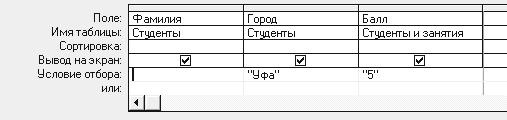 Поле: Фамилия Город Балл
Имя таблицы: Студенты Студенты Студенты и занятия
Сортировка:
Вывод на экран:
Условие отбора: "Уфа" "5"
или: